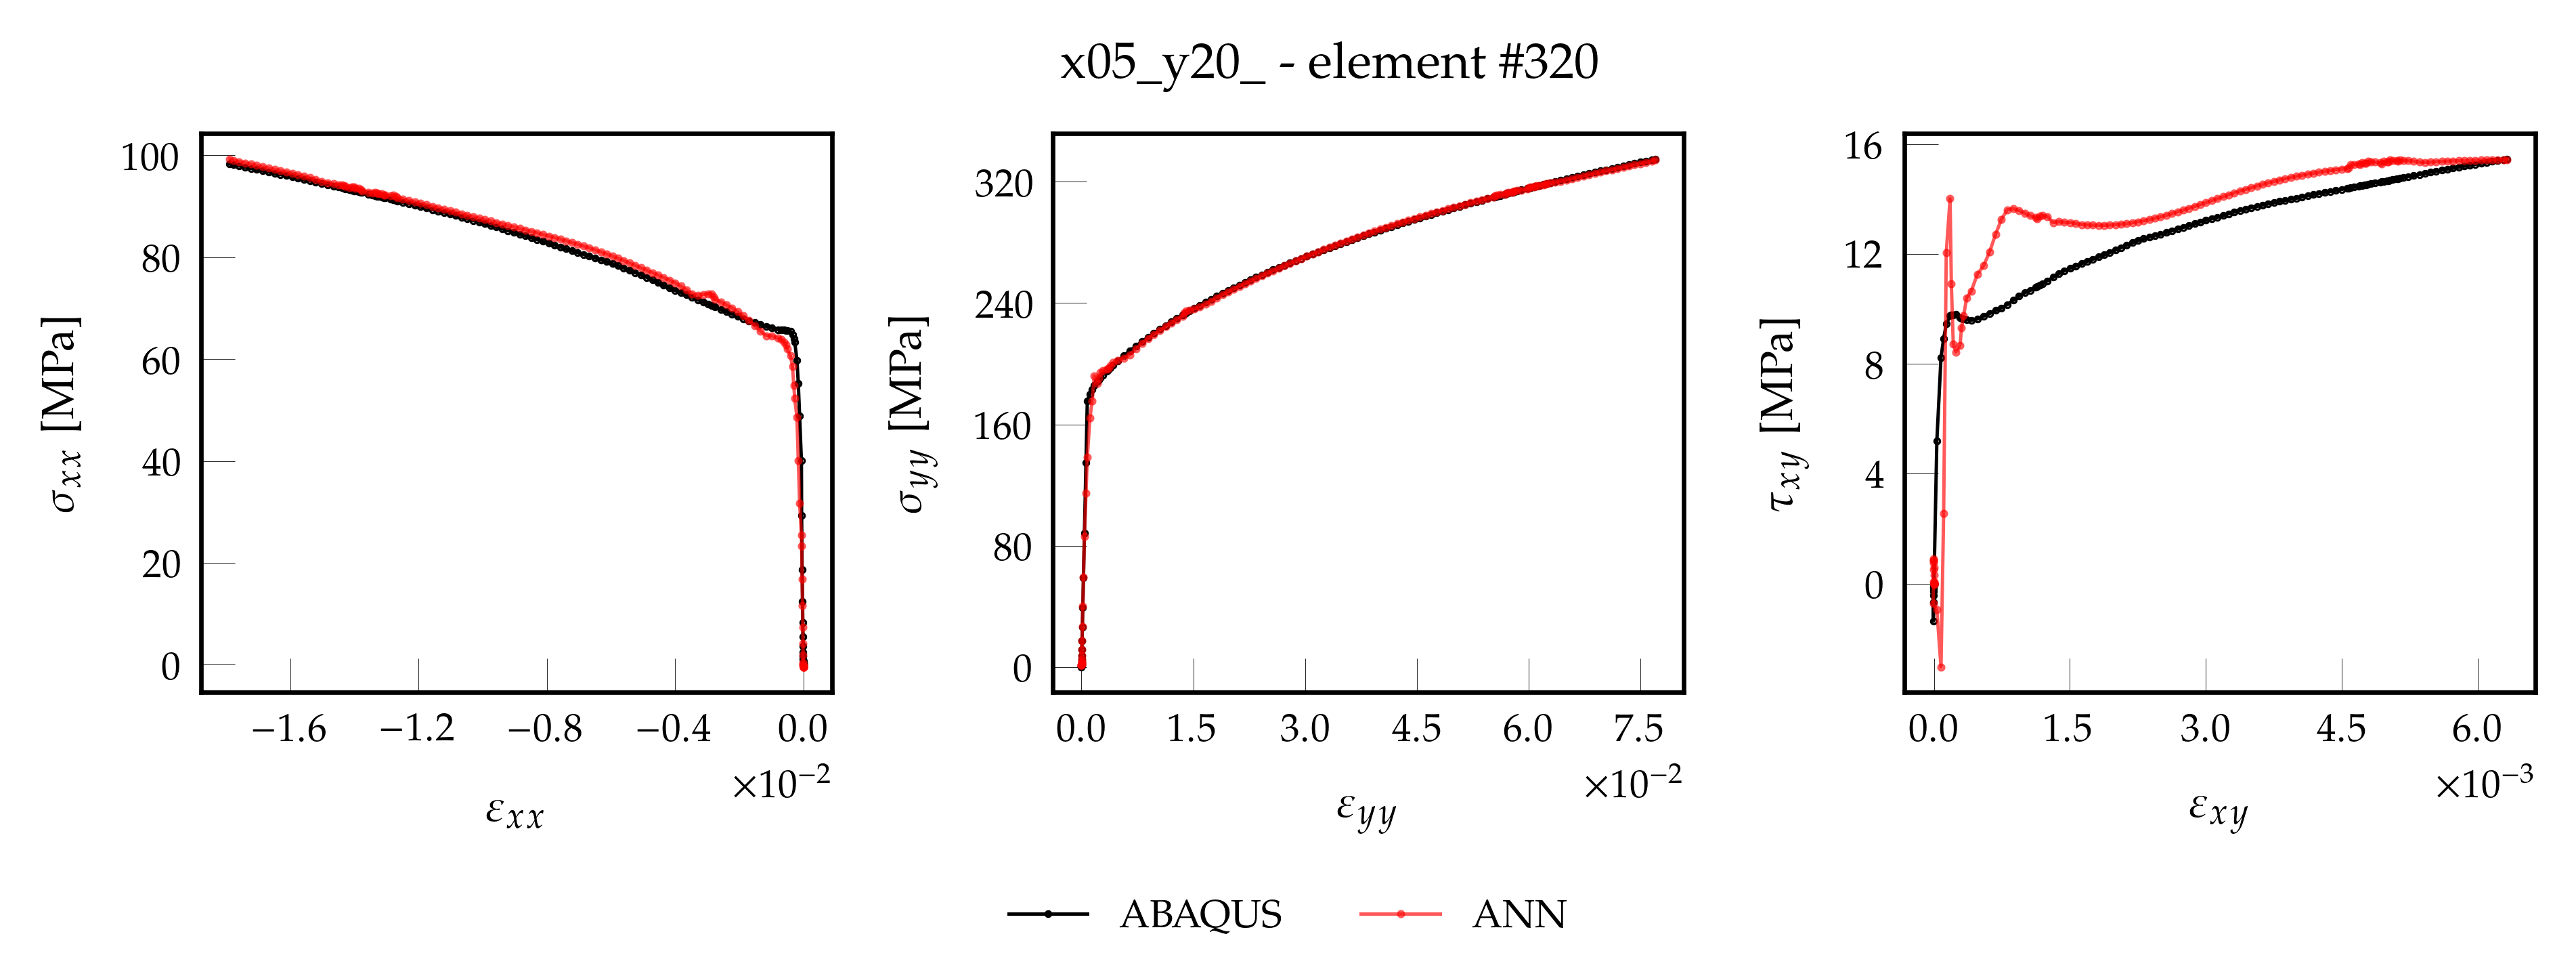 x05_y20_ - element #320
100
80
60
40
20
0
σxx [MPa]
−1.6 −1.2 −0.8 −0.4 0.0
×10−2
εxx
320
240
160
80
0
σyy [MPa]
0.0 1.5 3.0 4.5 6.0 7.5
×10−2
εyy
16
12
8
4
0
τxy [MPa]
0.0 1.5 3.0 4.5 6.0
×10−3
εxy
ABAQUS ANN